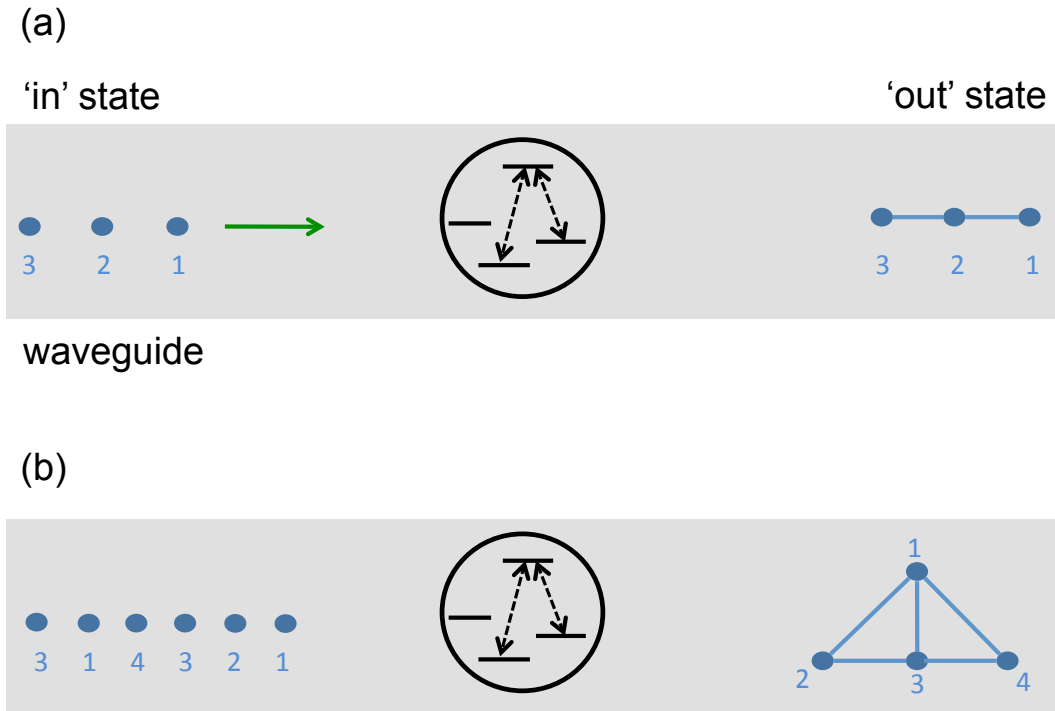 (a)
‘in’ state ‘out’ state
3 2 1 3 2 1
waveguide
(b)
1
3 1 4 3 2 1 2 3 4